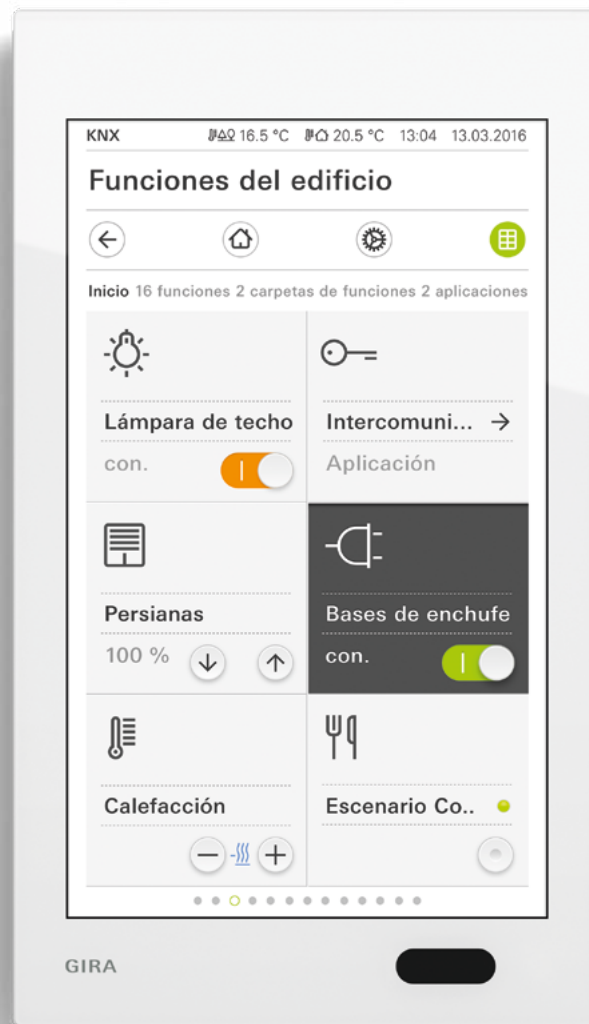 KNX 16.5 °C 20.5 °C 13:04 13.03.2016
Funciones del edificio
Inicio 16 funciones 2 carpetas de funciones 2 aplicaciones
Lámpara de techo
con.
Intercomuni...
Aplicación
Persianas
100 %
Bases de enchufe
con.
Calefacción
Escenario Co..
GIRA